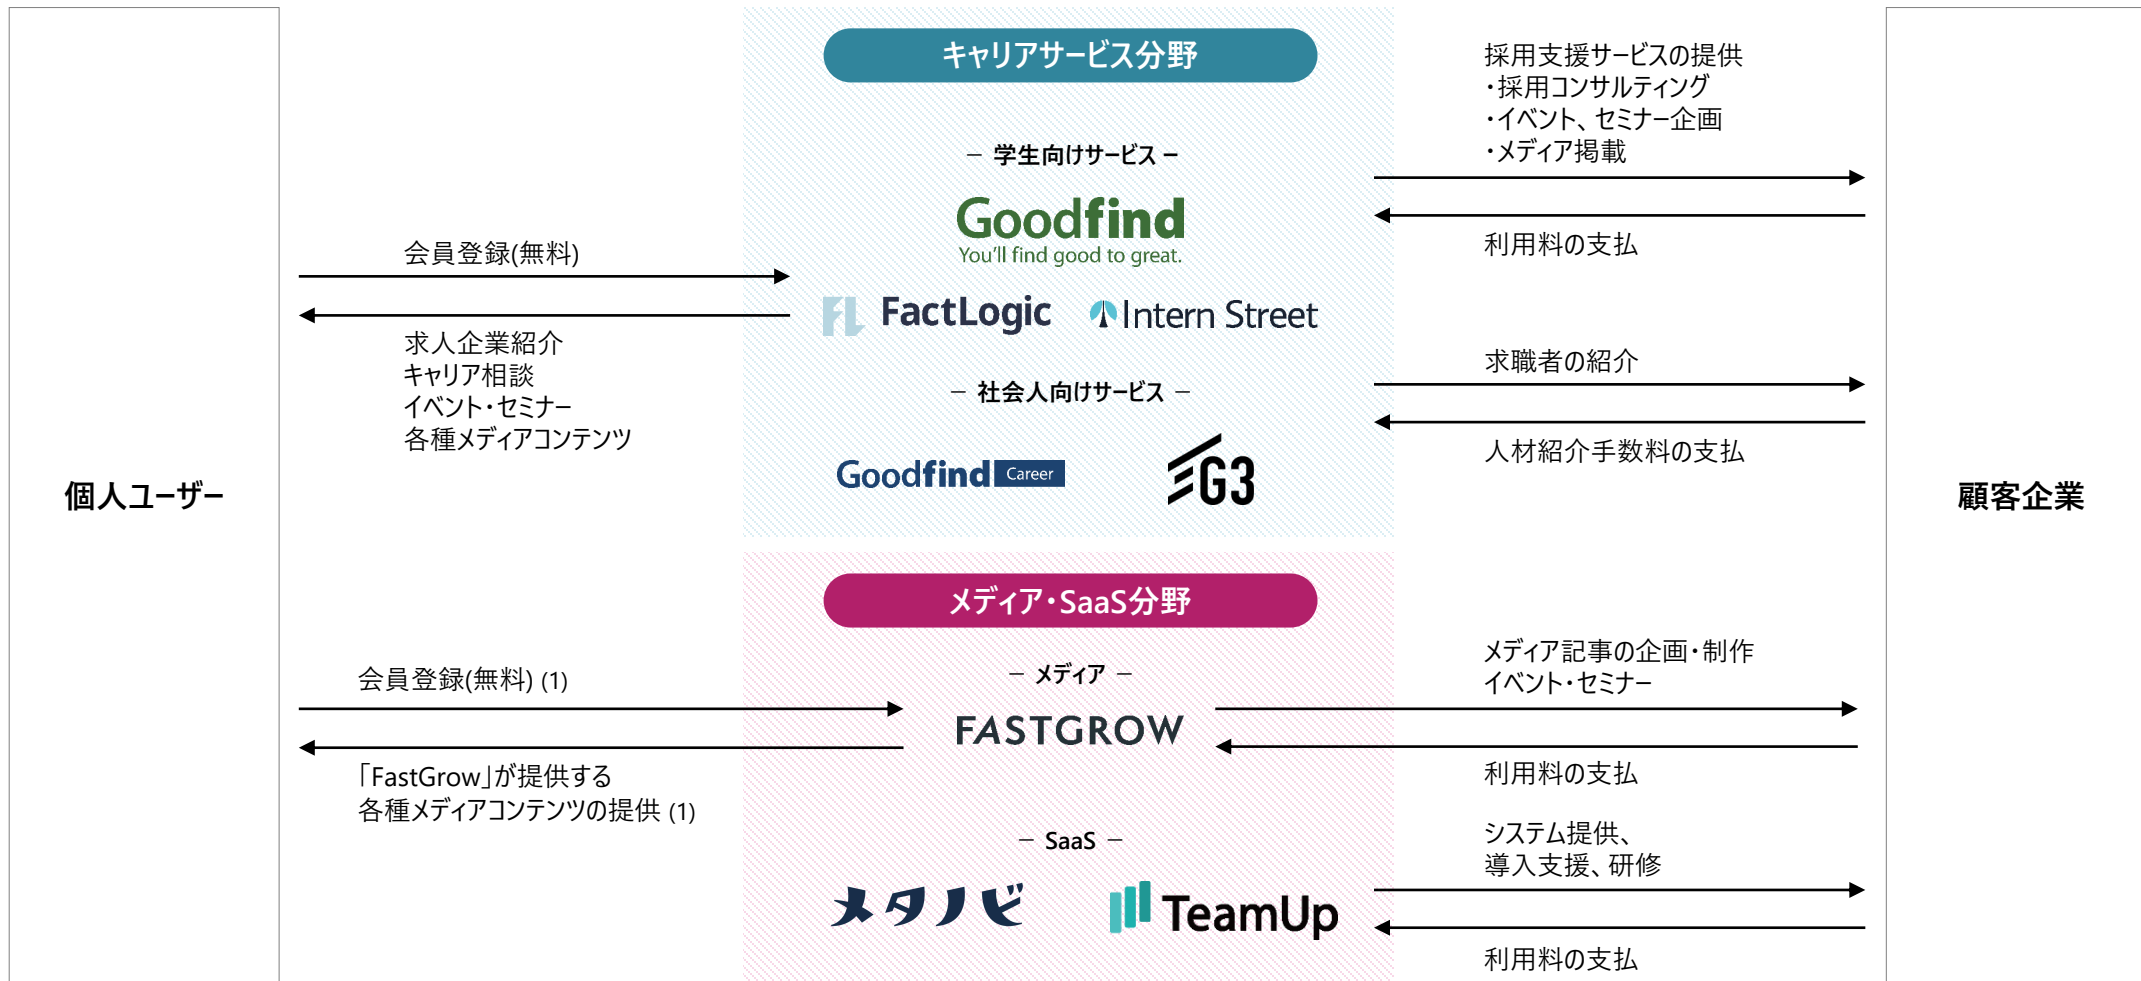 個人ユーザー
会員登録(無料)
求人企業紹介
キャリア相談
イベント・セミナー
各種メディアコンテンツ
会員登録(無料) (1)
「FastGrow」が提供する
各種メディアコンテンツの提供 (1)
キャリアサービス分野
－ 学生向けサービス －
Goodfind
You'll find good to great.
FL FactLogic
Intern Street
－ 社会人向けサービス －
Goodfind Career
G3
メディア・SaaS分野
－ メディア －
FASTGROW
－ SaaS －
メタノビ
TeamUp
採用支援サービスの提供
・採用コンサルティング
・イベント、セミナー企画
・メディア掲載
利用料の支払
求職者の紹介
人材紹介手数料の支払
メディア記事の企画・制作
イベント・セミナー
利用料の支払
システム提供、
導入支援、研修
利用料の支払
顧客企業